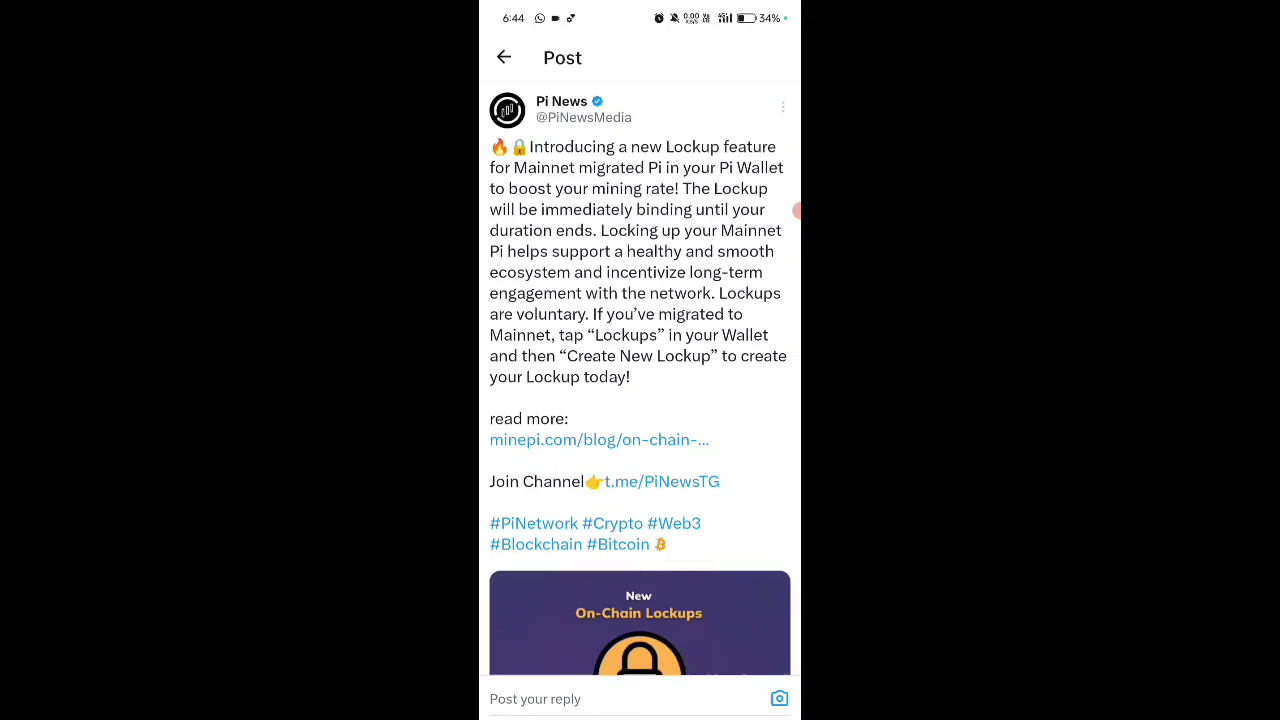 6:44 0.00 KB/S 4G 34%
Post
Pi News
@PiNewsMedia
🔥🔒Introducing a new Lockup feature
for Mainnet migrated Pi in your Pi Wallet
to boost your mining rate! The Lockup
will be immediately binding until your
duration ends. Locking up your Mainnet
Pi helps support a healthy and smooth
ecosystem and incentivize long-term
engagement with the network. Lockups
are voluntary. If you’ve migrated to
Mainnet, tap “Lockups” in your Wallet
and then “Create New Lockup” to create
your Lockup today!
read more:
minepi.com/blog/on-chain-...
Join Channel👉t.me/PiNewsTG
#PiNetwork #Crypto #Web3
#Blockchain #Bitcoin
New
On-Chain Lockups
Post your reply